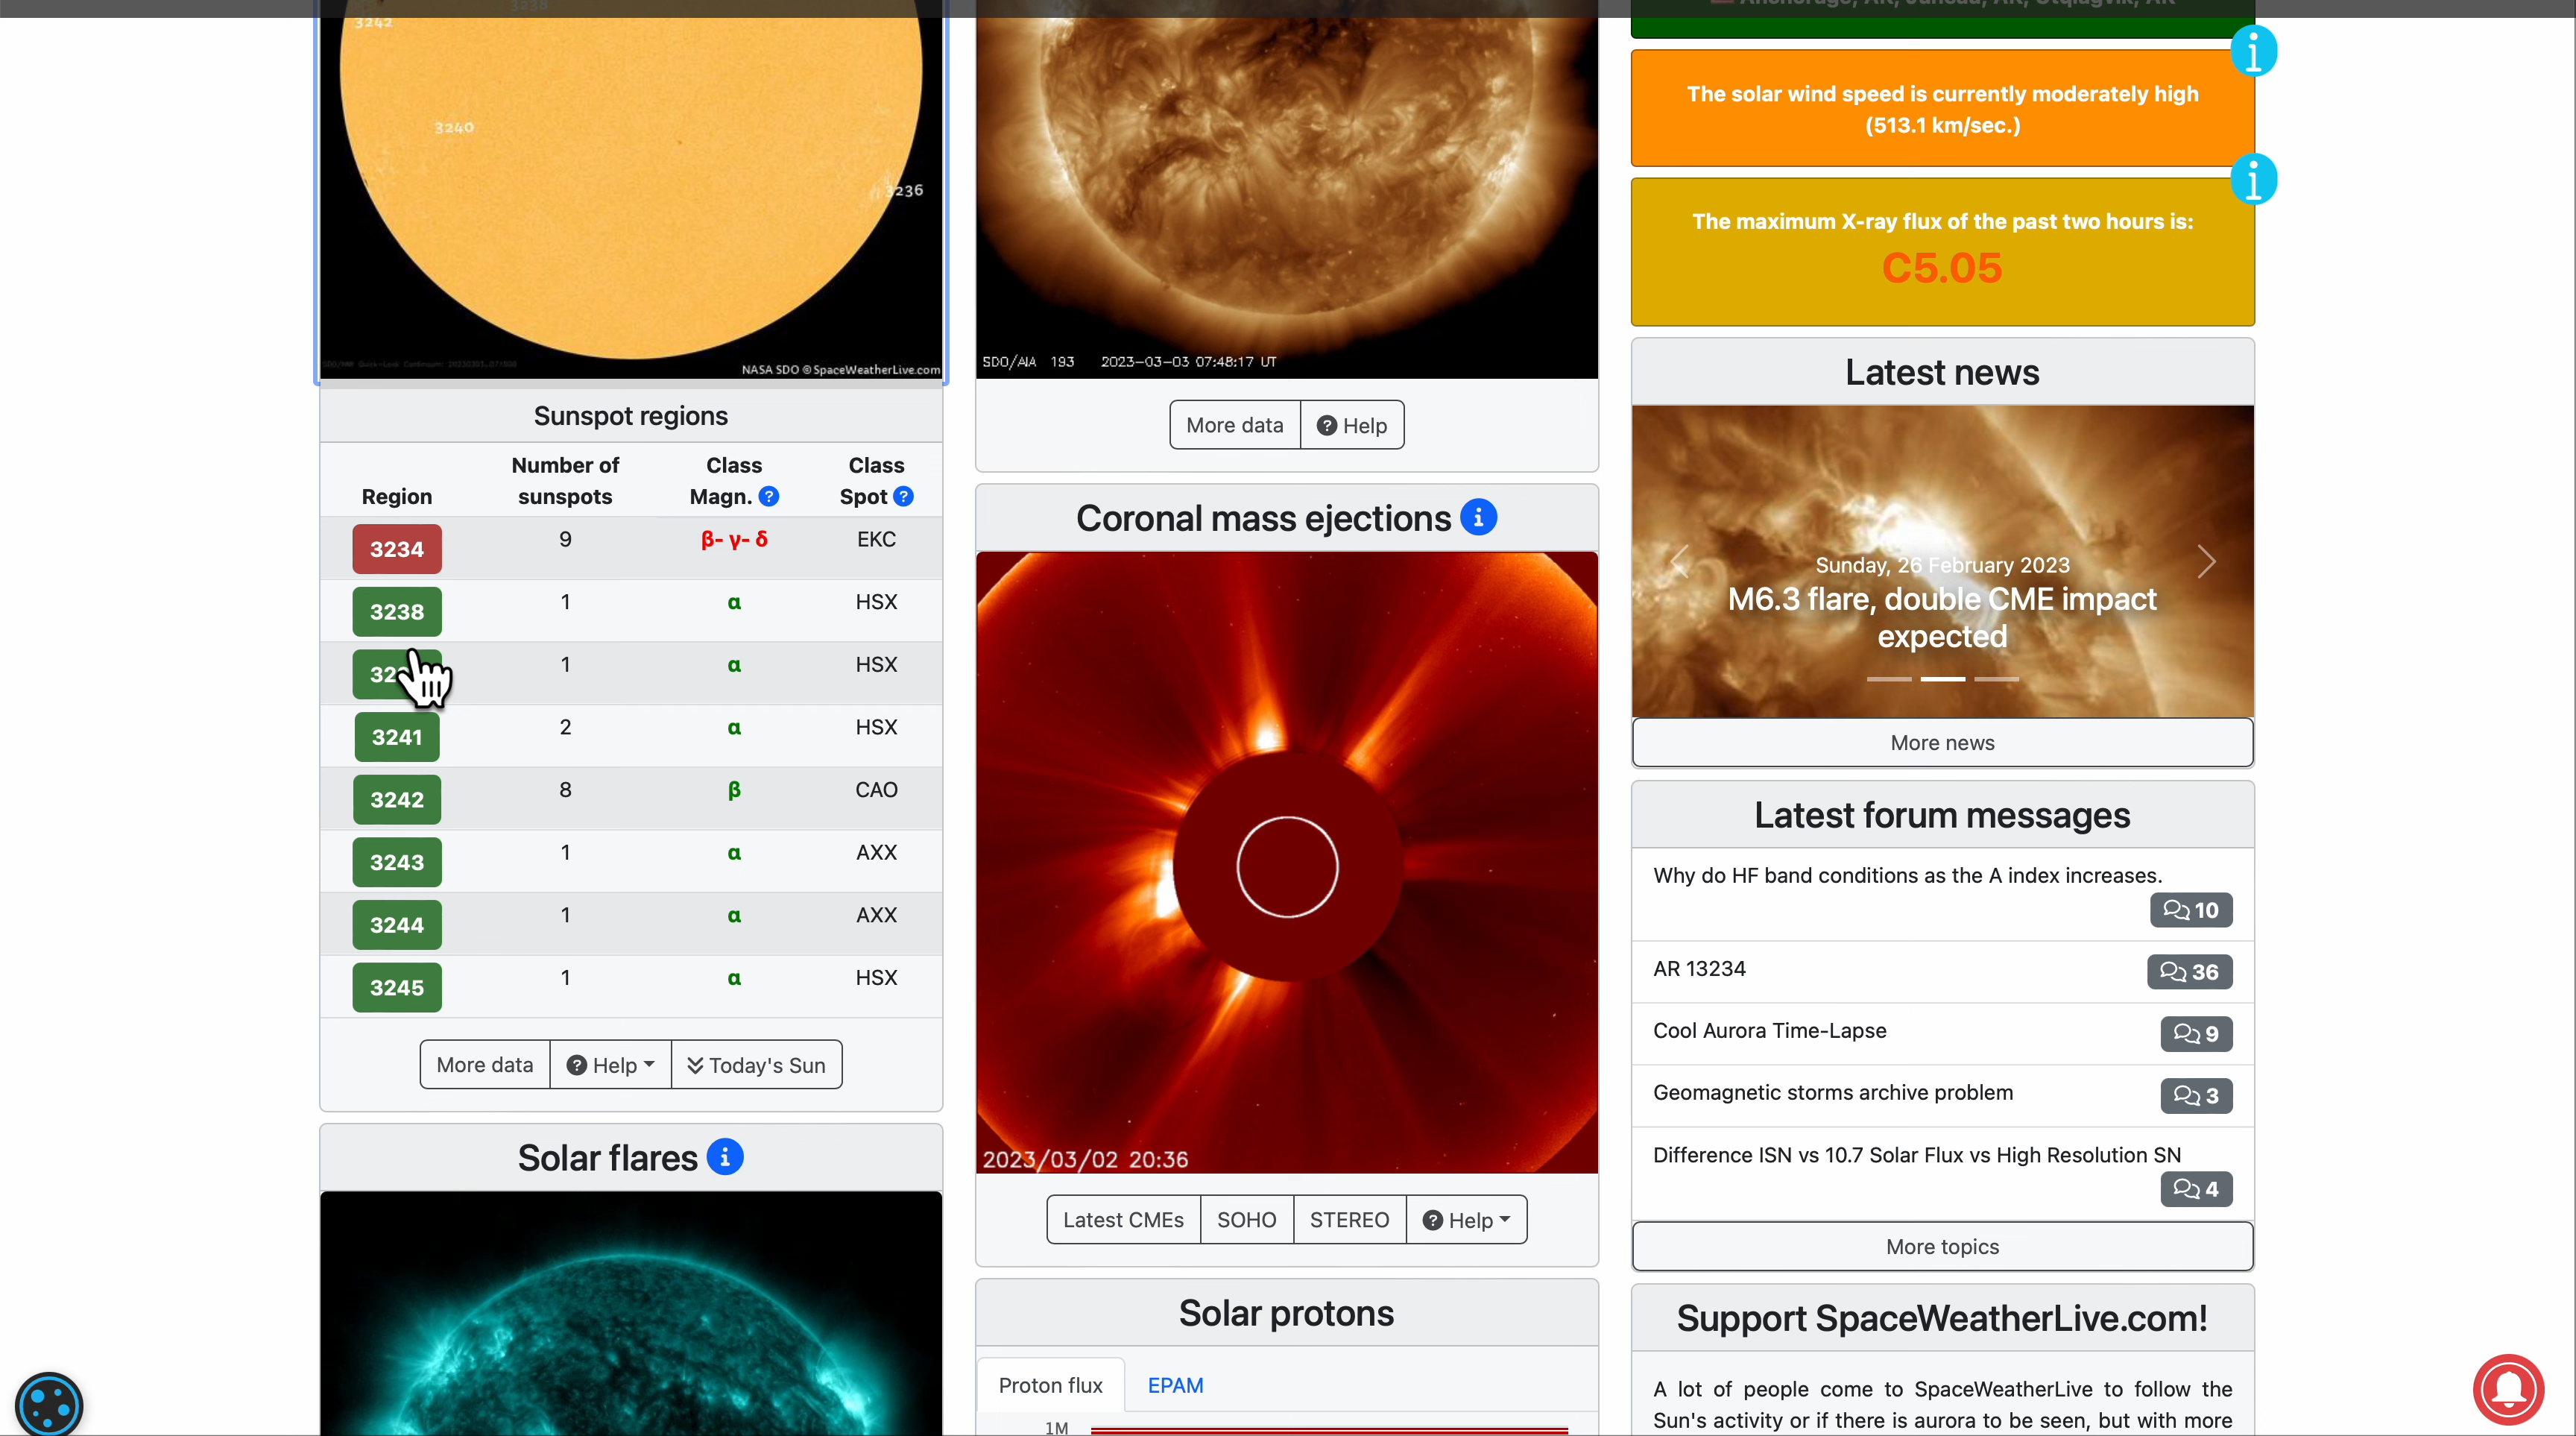 3238
3242
3240
3236
NASA SDO © SpaceWeatherLive.com
Sunspot regions
Region Number of sunspots Class Magn. Class Spot
3234 9 β- γ- δ EKC
3238 1 α HSX
1 α HSX
3241 2 α HSX
3242 8 β CAO
3243 1 α AXX
3244 1 α AXX
3245 1 α HSX
More data Help Today's Sun
Solar flares
SDO/AIA 193 2023-03-03 07:48:17 UT
More data Help
Coronal mass ejections
2023/03/02 20:36
Latest CMEs SOHO STEREO Help
Solar protons
Proton flux EPAM
1M
The solar wind speed is currently moderately high
(513.1 km/sec.)
The maximum X-ray flux of the past two hours is:
C5.05
Latest news
Sunday, 26 February 2023
M6.3 flare, double CME impact
expected
More news
Latest forum messages
Why do HF band conditions as the A index increases.
10
AR 13234 36
Cool Aurora Time-Lapse 9
Geomagnetic storms archive problem 3
Difference ISN vs 10.7 Solar Flux vs High Resolution SN
4
More topics
Support SpaceWeatherLive.com!
A lot of people come to SpaceWeatherLive to follow the
Sun's activity or if there is aurora to be seen, but with more